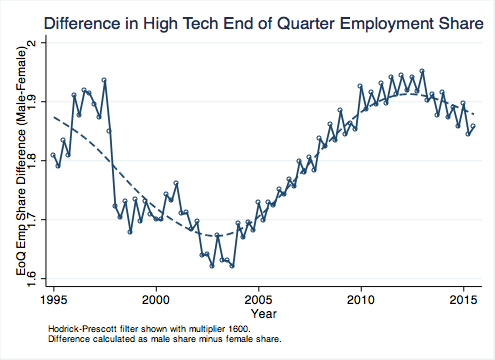 Difference in High Tech End of Quarter Employment Share
EoQ Emp Share Difference (Male-Female)
2
1.9
1.8
1.7
1.6
1995
2000
2005
2010
2015
Year
Hodrick-Prescott filter shown with multiplier 1600.
Difference calculated as male share minus female share.